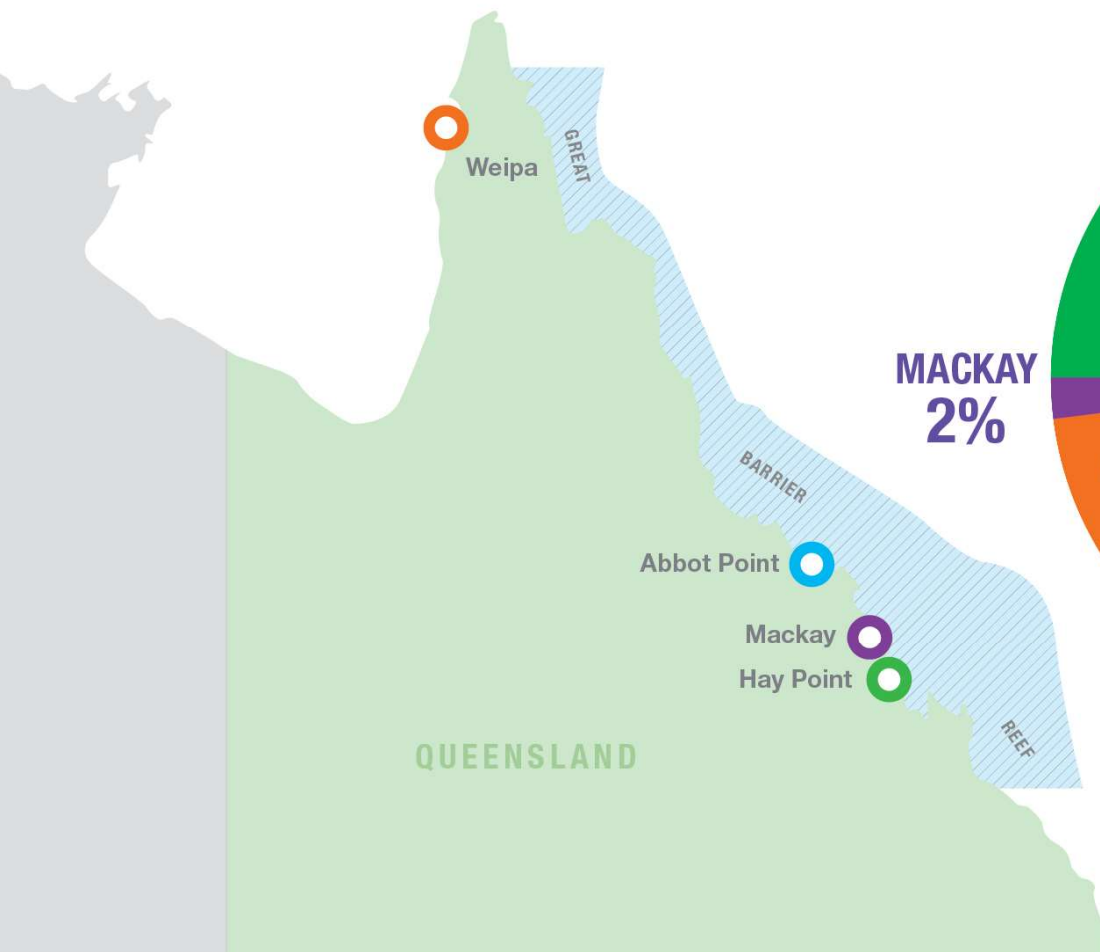 GREAT
Weipa
MACKAY
2%
BARRIER
Abbot Point
Mackay
Hay Point
REEF
QUEENSLAND